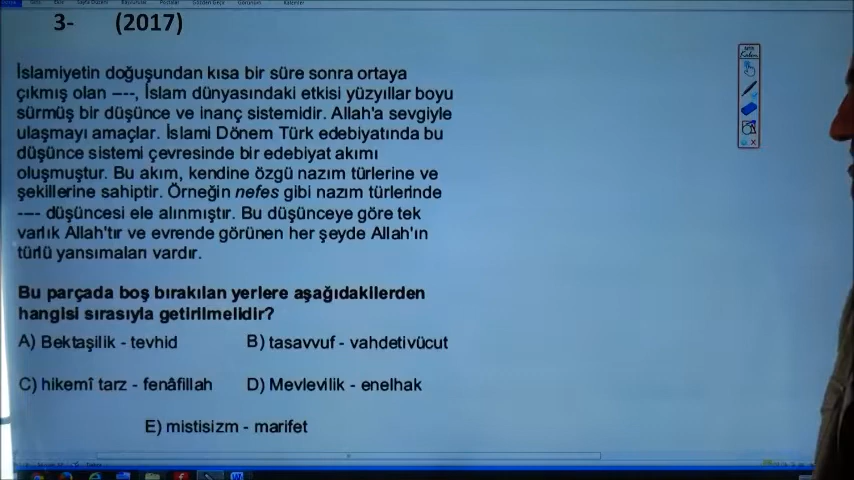 3- (2017)
İslamiyetin doğuşundan kısa bir süre sonra ortaya
çıkmış olan ----, İslam dünyasındaki etkisi yüzyıllar boyu
sürmüş bir düşünce ve inanç sistemidir. Allah'a sevgiyle
ulaşmayı amaçlar. İslami Dönem Türk edebiyatında bu
düşünce sistemi çevresinde bir edebiyat akımı
oluşmuştur. Bu akım, kendine özgü nazım türlerine ve
şekillerine sahiptir. Örneğin nefes gibi nazım türlerinde
---- düşüncesi ele alınmıştır. Bu düşünceye göre tek
varlık Allah'tır ve evrende görünen her şeyde Allah'ın
türlü yansımaları vardır.
Bu parçada boş bırakılan yerlere aşağıdakilerden
hangisi sırasıyla getirilmelidir?
A) Bektaşilik - tevhid B) tasavvuf - vahdetivücut
C) hikemî tarz - fenâfillah D) Mevlevilik - enelhak
E) mistisizm - marifet